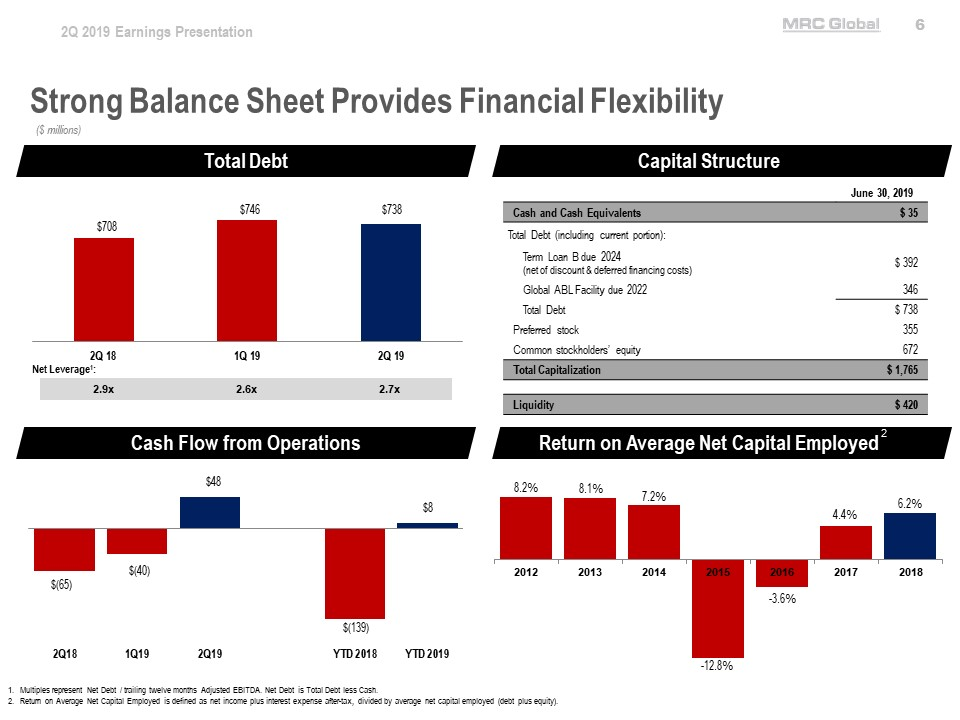 2Q 2019 Earnings Presentation
MRC Global
6
Strong Balance Sheet Provides Financial Flexibility
($ millions)
Total Debt
$708
$746
$738
2Q 18 1Q 19 2Q 19
Net Leverage¹:
2.9x 2.6x 2.7x
Capital Structure
June 30, 2019
Cash and Cash Equivalents $ 35
Total Debt (including current portion):
Term Loan B due 2024
(net of discount & deferred financing costs) $ 392
Global ABL Facility due 2022 346
Total Debt $ 738
Preferred stock 355
Common stockholders' equity 672
Total Capitalization $ 1,765
Liquidity $ 420
Cash Flow from Operations
$(65)
$(40)
$48
$(139)
$8
2Q18 1Q19 2Q19 YTD 2018 YTD 2019
Return on Average Net Capital Employed ²
8.2% 8.1% 7.2% -12.8% -3.6% 4.4% 6.2%
2012 2013 2014 2015 2016 2017 2018
1. Multiples represent Net Debt / trailing twelve months Adjusted EBITDA. Net Debt is Total Debt less Cash.
2. Return on Average Net Capital Employed is defined as net income plus interest expense after-tax, divided by average net capital employed (debt plus equity).